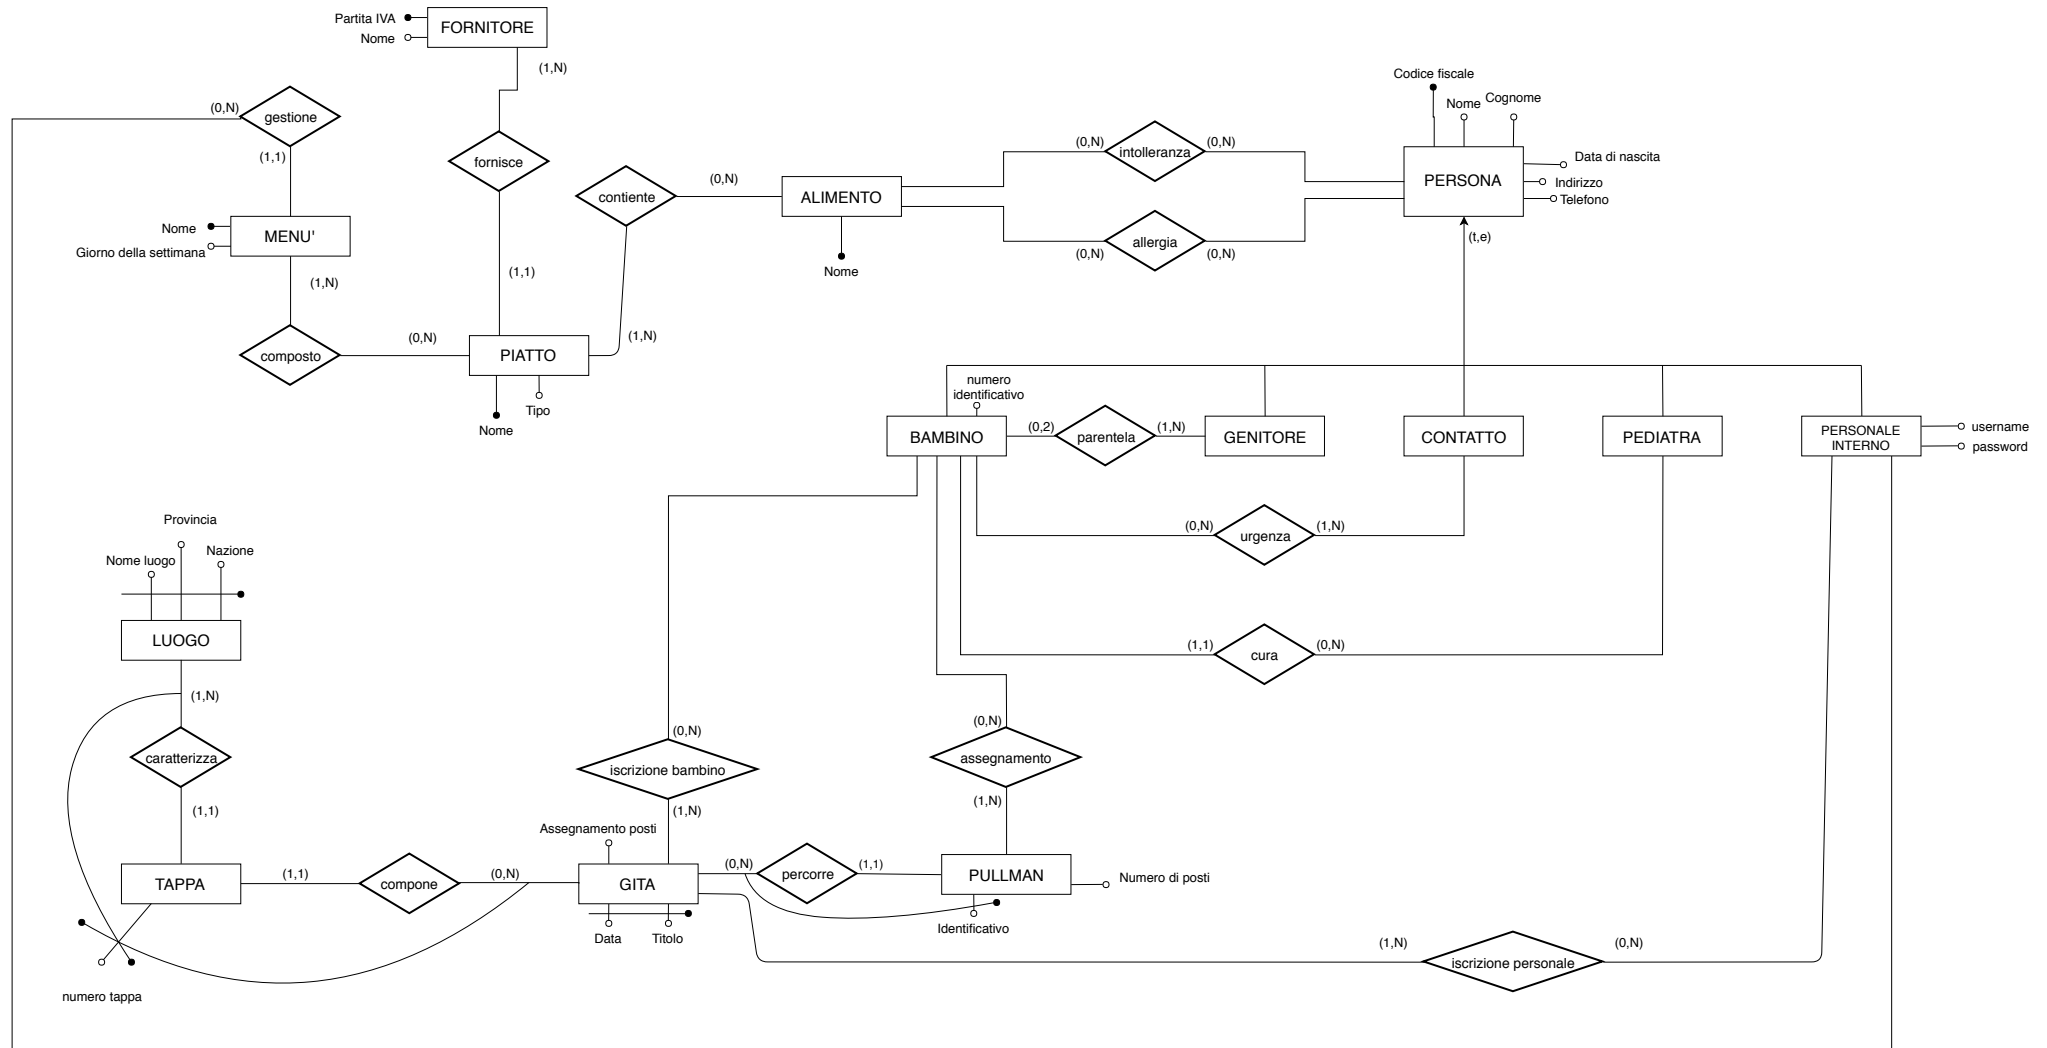 Partita IVA
Nome
FORNITORE
(1,N)
(0,N)
gestione
(1,1)
fornisce
(1,1)
Nome
Giorno della settimana
MENU'
(1,N)
composto
(0,N)
PIATTO
Nome
Tipo
(1,N)
contiente
(0,N)
ALIMENTO
Nome
(0,N)
intolleranza
(0,N)
(0,N)
allergia
(0,N)
Codice fiscale
Nome
Cognome
PERSONA
Data di nascita
Indirizzo
Telefono
(t,e)
numero
identificativo
BAMBINO
(0,2)
parentela
(1,N)
GENITORE
CONTATTO
PEDIATRA
PERSONALE
INTERNO
username
password
(0,N)
urgenza
(1,N)
(1,1)
cura
(0,N)
Provincia
Nome luogo
Nazione
LUOGO
(1,N)
caratterizza
(1,1)
TAPPA
numero tappa
(1,1)
compone
(0,N)
(0,N)
iscrizione bambino
(1,N)
Assegnamento posti
GITA
Data
Titolo
(0,N)
percorre
(1,1)
(0,N)
assegnamento
(1,N)
PULLMAN
Numero di posti
Identificativo
(1,N)
iscrizione personale
(0,N)